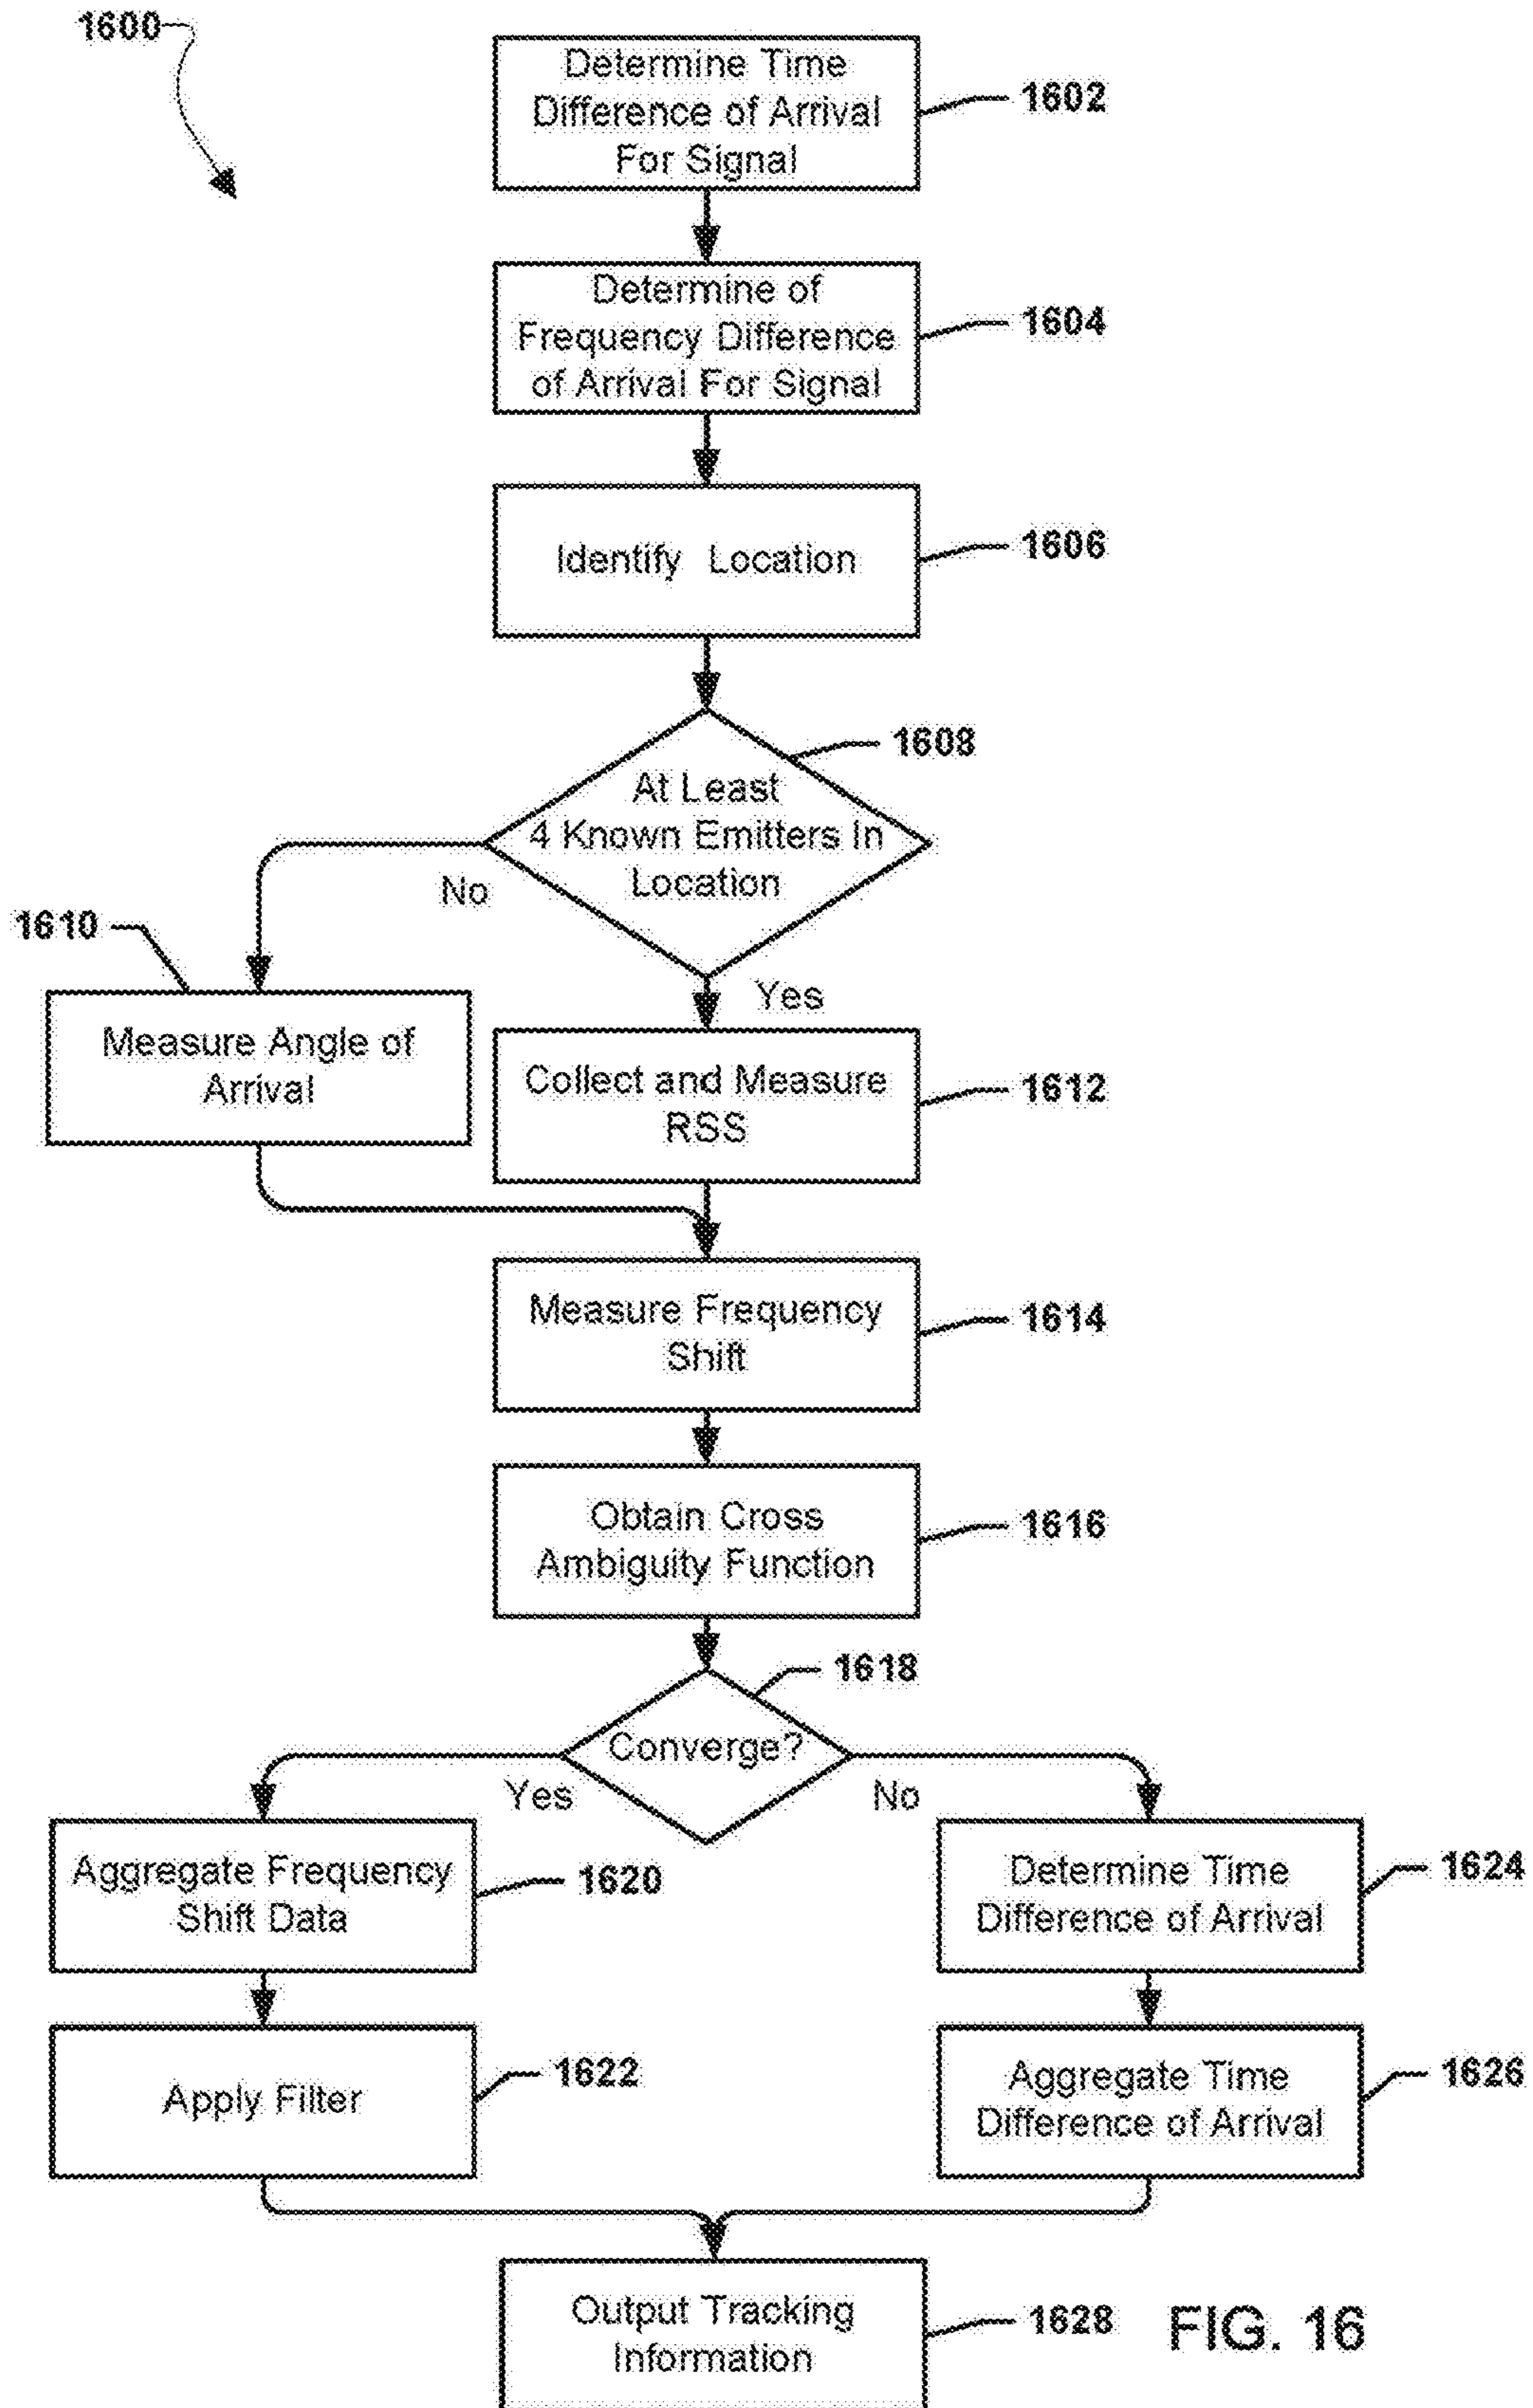 1600
Determine Time
Difference of Arrival
For Signal
1602
Determine of
Frequency Difference
of Arrival For Signal
1604
Identify Location
1606
1608
At Least
4 Known Emitters In
Location
No
Yes
1610
Measure Angle of
Arrival
Collect and Measure
RSS
1612
Measure Frequency
Shift
1614
Obtain Cross
Ambiguity Function
1616
1618
Converge?
Yes
No
Aggregate Frequency
Shift Data
1620
Determine Time
Difference of Arrival
1624
Apply Filter
1622
Aggregate Time
Difference of Arrival
1626
Output Tracking
Information
1628
FIG. 16